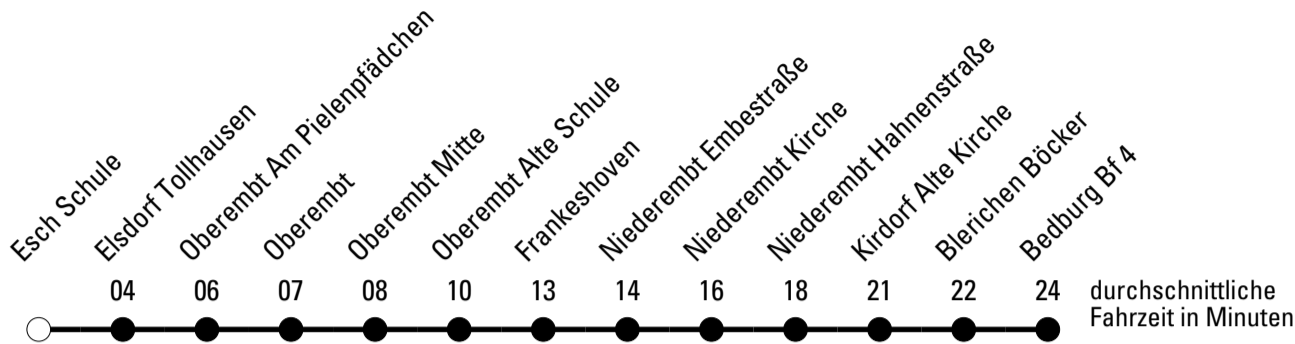 Esch Schule
Elsdorf Tollhausen
Oberembt Am Pielenpfädchen
Oberembt
Oberembt Mitte
Oberembt Alte Schule
Frankeshoven
Niederembt Embestraße
Niederembt Kirche
Niederembt Hahnenstraße
Kirdorf Alte Kirche
Blerichen Böcker
Bedburg Bf 4
04 06 07 08 10 13 14 16 18 21 22 24 durchschnittliche
Fahrzeit in Minuten